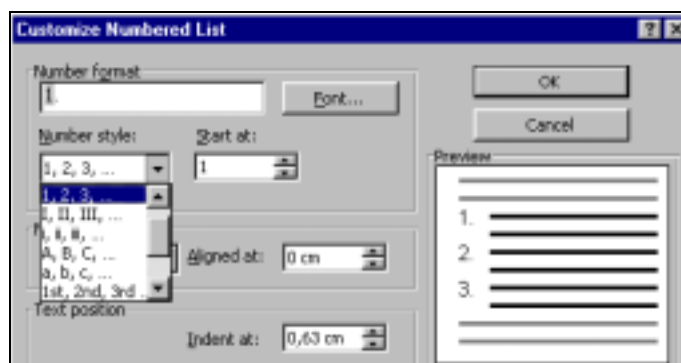 Customize Numbered List
Number format
1.
Font...
OK
Cancel
Number style:
Start at:
1, 2, 3, ...
1
Preview
1, 2, 3, ...
I, II, III, ...
i, ii, iii, ...
A, B, C, ...
a, b, c, ...
1st, 2nd, 3rd .
Aligned at:
0 cm
1.
2.
3.
Text position
Indent at:
0,63 cm